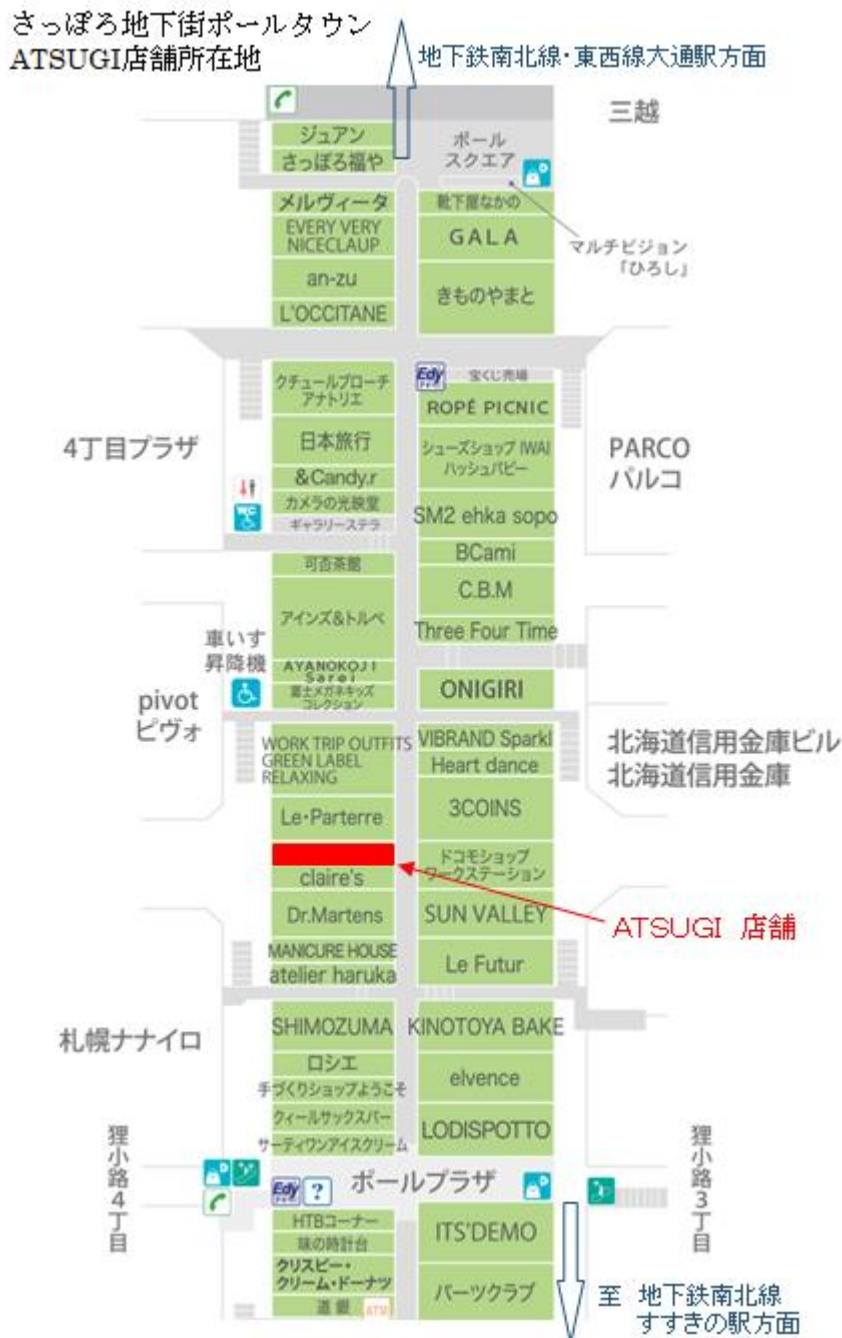 さっぽろ地下街ポールタウン
ATSUGI店舗所在地
地下鉄南北線・東西線大通駅方面
三越
ジュアン
さっぽろ福や
ポール
スクエア
メルヴィータ
EVERY VERY
NICECLAUP
an-zu
L'OCCITANE
靴下屋なかの
GALA
きものやまと
マルチビジョン
「ひろし」
クチュールブローチ
アナトリエ
日本旅行
&Candy.r
カメラの光映堂
ギャラリーステラ
4丁目プラザ
WC
Edy
宝くじ売場
ROPÉ PICNIC
シューズショップ IWAI
ハッシュパピー
SM2 ehka sopo
BCami
C.B.M
Three Four Time
PARCO
パルコ
可否茶館
アインズ&トルペ
AYANOKOJI
Sarei
富士メガネキッズ
コレクション
車いす
昇降機
pivot
ピヴォ
ONIGIRI
WORK TRIP OUTFITS
GREEN LABEL
RELAXING
Le・Parterre
claire's
Dr.Martens
MANICURE HOUSE
atelier haruka
VIBRAND Sparkl
Heart dance
3COINS
ドコモショップ
ワークステーション
SUN VALLEY
Le Futur
北海道信用金庫ビル
北海道信用金庫
ATSUGI 店舗
札幌ナナイロ
SHIMOZUMA
ロシエ
手づくりショップようこそ
クィールサックスバー
サーティワンアイスクリーム
KINOTOYA BAKE
elvence
LODISPOTTO
狸小路4丁目
狸小路3丁目
Edy
?
ポールプラザ
HTBコーナー
味の時計台
クリスピー・
クリーム・ドーナツ
道銀
ATM
ITS'DEMO
パーツクラブ
至 地下鉄南北線
すすきの駅方面